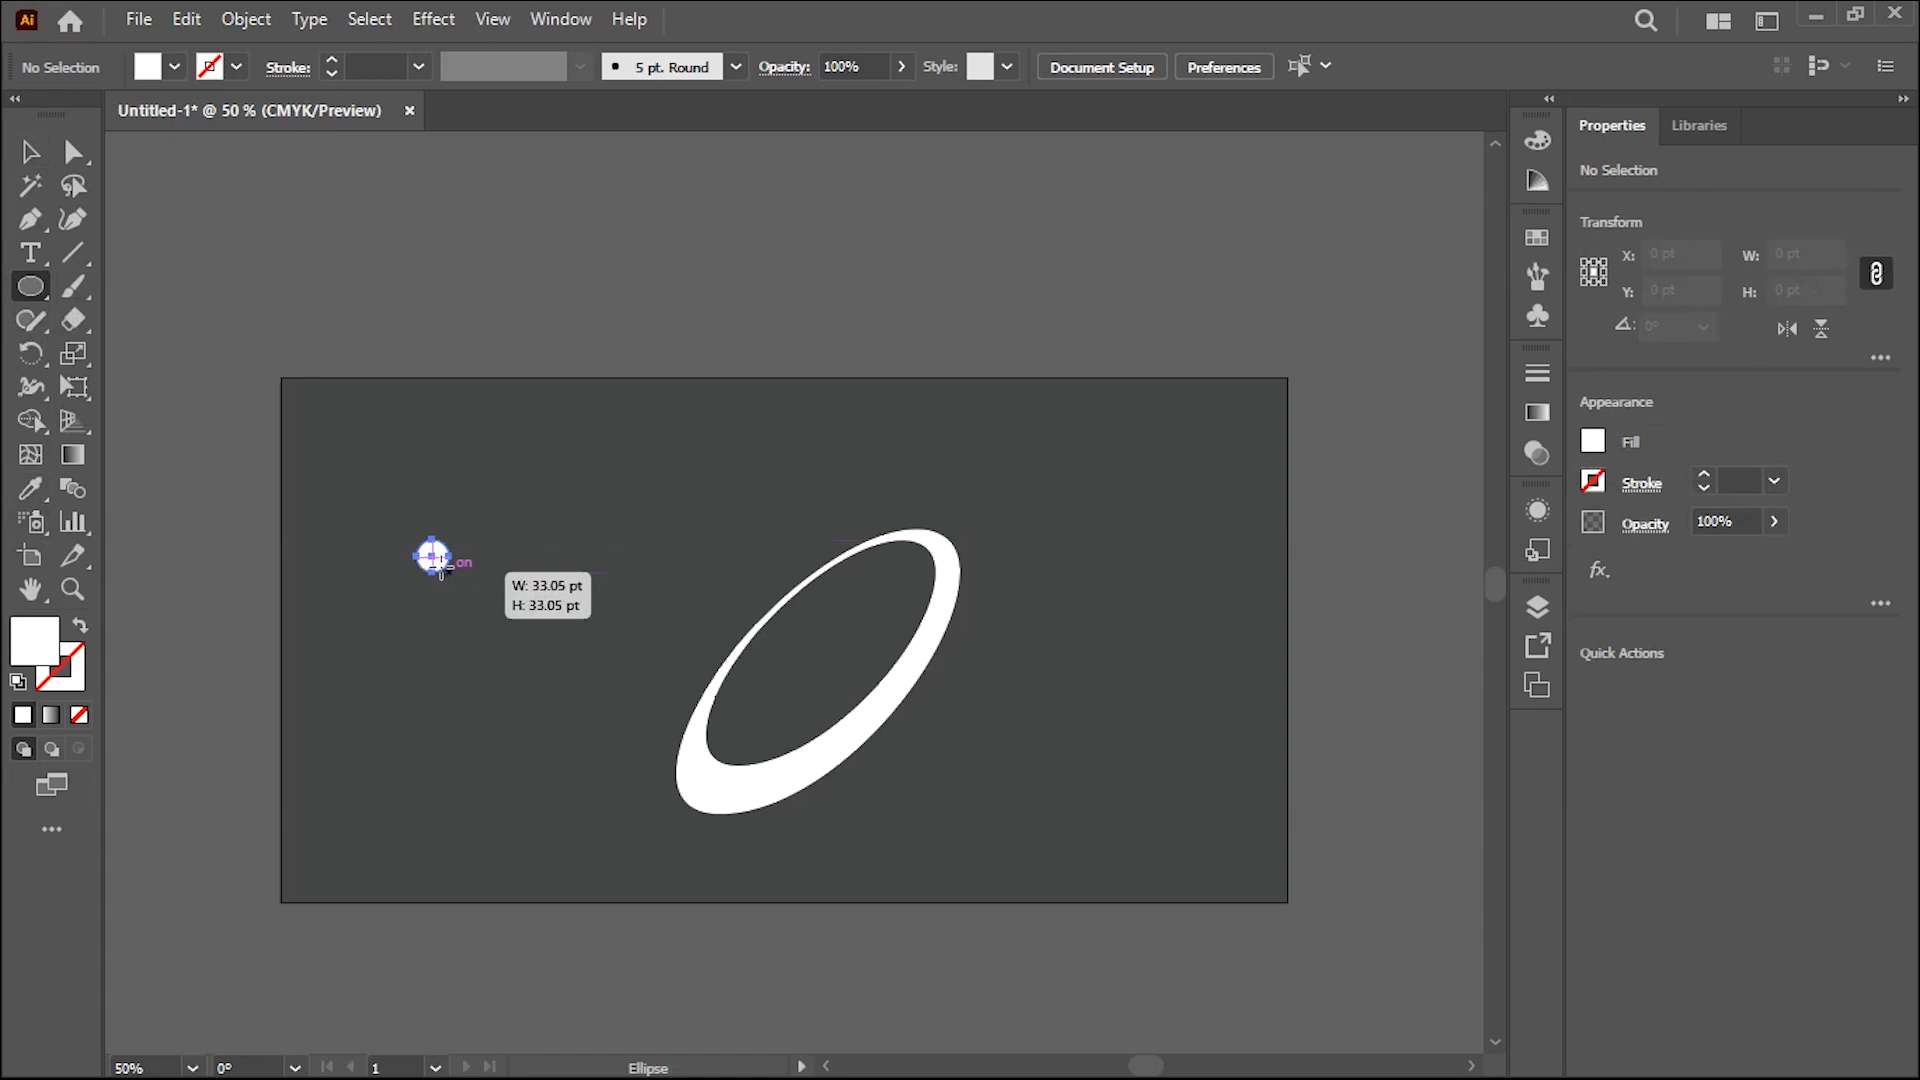 Ai File Edit Object Type Select Effect View Window Help
No Selection Stroke: 5 pt. Round Opacity: 100% Style: Document Setup Preferences
Untitled-1* @ 50 % (CMYK/Preview)
Properties Libraries
No Selection
Transform
X: 0 pt W: 0 pt
Y: 0 pt H: 0 pt
0°
Appearance
Fill
Stroke
Opacity 100%
fx.
Quick Actions
on
W: 33.05 pt
H: 33.05 pt
50% 0° 1 Ellipse